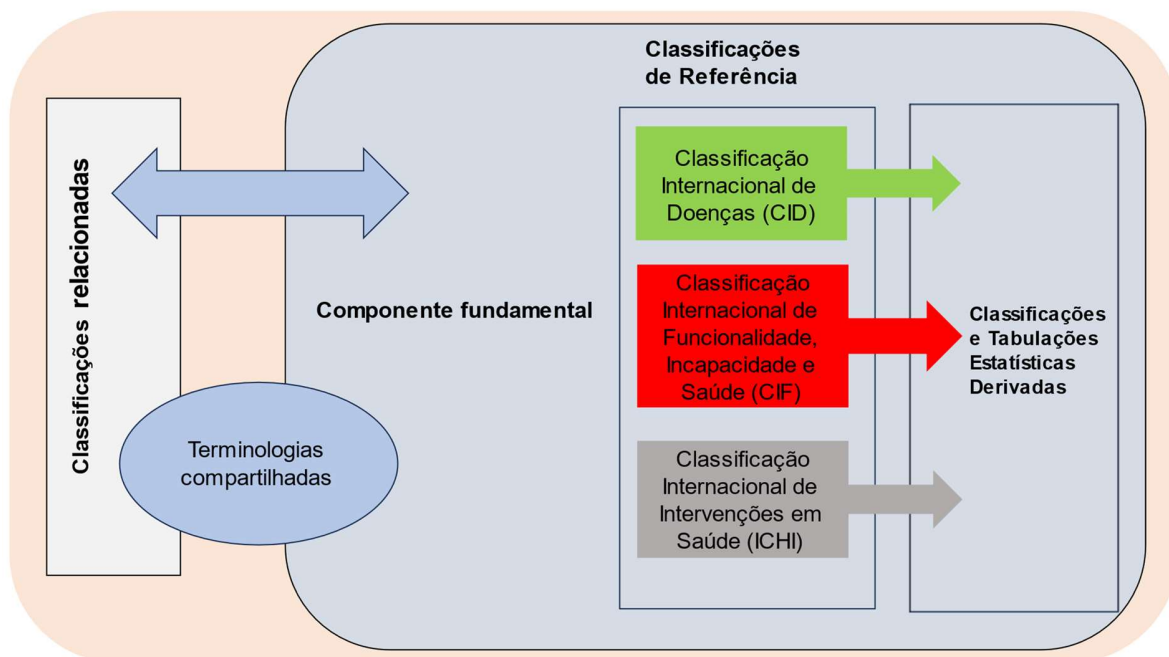 Classificações
de Referência
Classificações relacionadas
Classificação
Internacional de
Doenças (CID)
Componente fundamental
Classificação
Internacional de
Funcionalidade,
Incapacidade e
Saúde (CIF)
Classificações
e Tabulações
Estatísticas
Derivadas
Terminologias
compartilhadas
Classificação
Internacional de
Intervenções em
Saúde (ICHI)